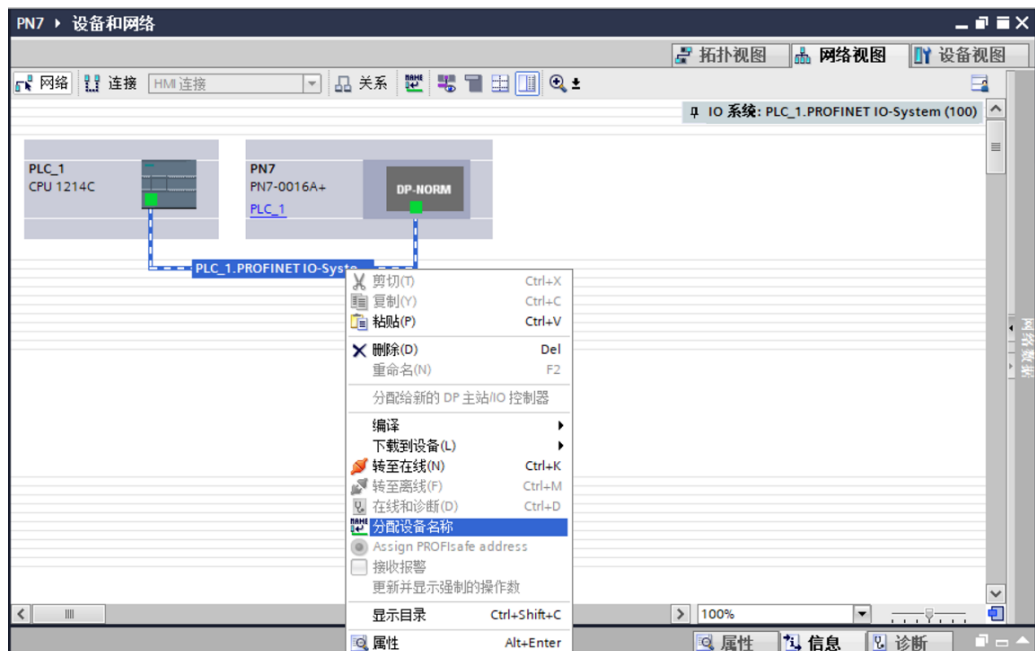 PN7 ▸ 设备和网络
拓扑视图 网络视图 设备视图
网络 连接 HMI 连接 关系
IO 系统: PLC_1.PROFINET IO-System (100)
PLC_1
CPU 1214C
PN7
PN7-0016A+
PLC_1
DP-NORM
PLC_1.PROFINET IO-Syste
剪切(T) Ctrl+X
复制(Y) Ctrl+C
粘贴(P) Ctrl+V
删除(D) Del
重命名(N) F2
分配给新的 DP 主站/IO 控制器
编译
下载到设备(L)
转至在线(N) Ctrl+K
转至离线(F) Ctrl+M
在线和诊断(D) Ctrl+D
分配设备名称
Assign PROFIsafe address
接收报警
更新并显示强制的操作数
显示目录 Ctrl+Shift+C
属性 Alt+Enter
网络数据
100%
属性 信息 诊断